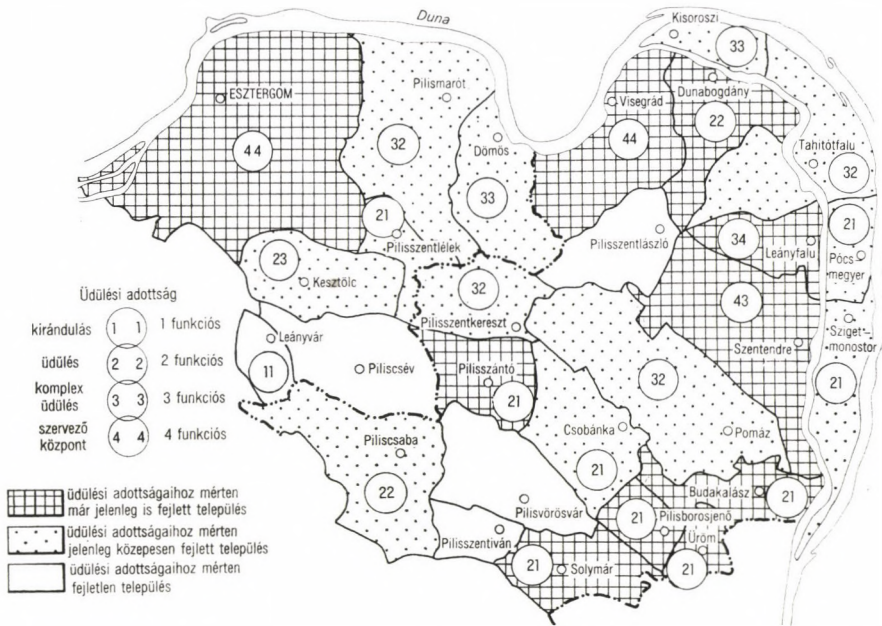 Duna
Kisoroszi
33
ESZTERGOM
Pilismarót
Visegrád
Dunabogdány
22
44
32
Dömös
44
Tahitótfalu
32
33
21
21
34
Pilisszentlélek
Pilisszentlászló
Leányfalu
Pócs-
megyer
23
Kesztölc
32
43
Üdülési adottság
kirándulás 1 1 1 funkciós
üdülés 2 2 2 funkciós
komplex
üdülés 3 3 3 funkciós
szervező
központ 4 4 4 funkciós
Leányvár
11
Piliscsév
Pilisszentkereszt
Pilisszántó
21
Szentendre
Sziget-
monostor
21
32
Csobánka
Pomáz
Piliscsaba
22
21
Pilisvörösvár
Budakalász
21
21
Pilisborosjenő
Üröm
Pilisszentiván
21
Solymár
21
üdülési adottságaihoz mérten
már jelenleg is fejlett település
üdülési adottságaihoz mérten
jelenleg közepesen fejlett település
üdülési adottságaihoz mérten
fejletlen település